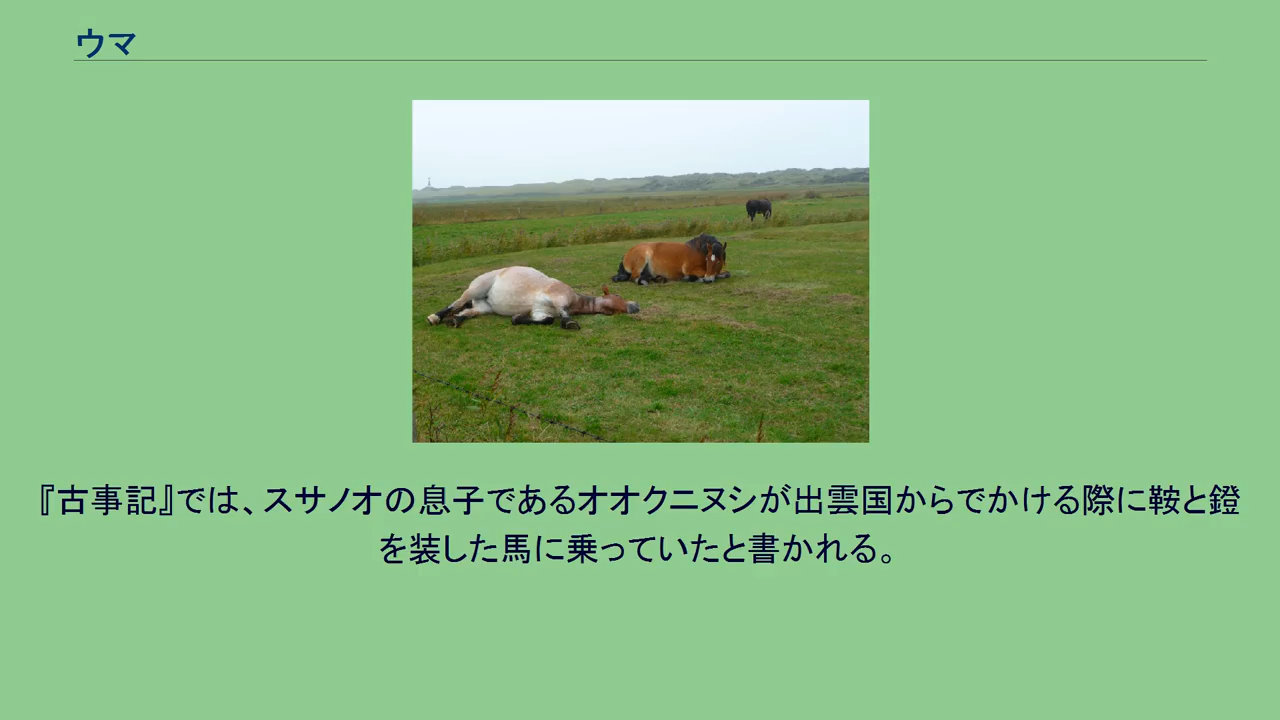 ウマ
『古事記』では、スサノオの息子であるオオクニヌシが出雲国からでかける際に鞍と鐙
を装した馬に乗っていたと書かれる。